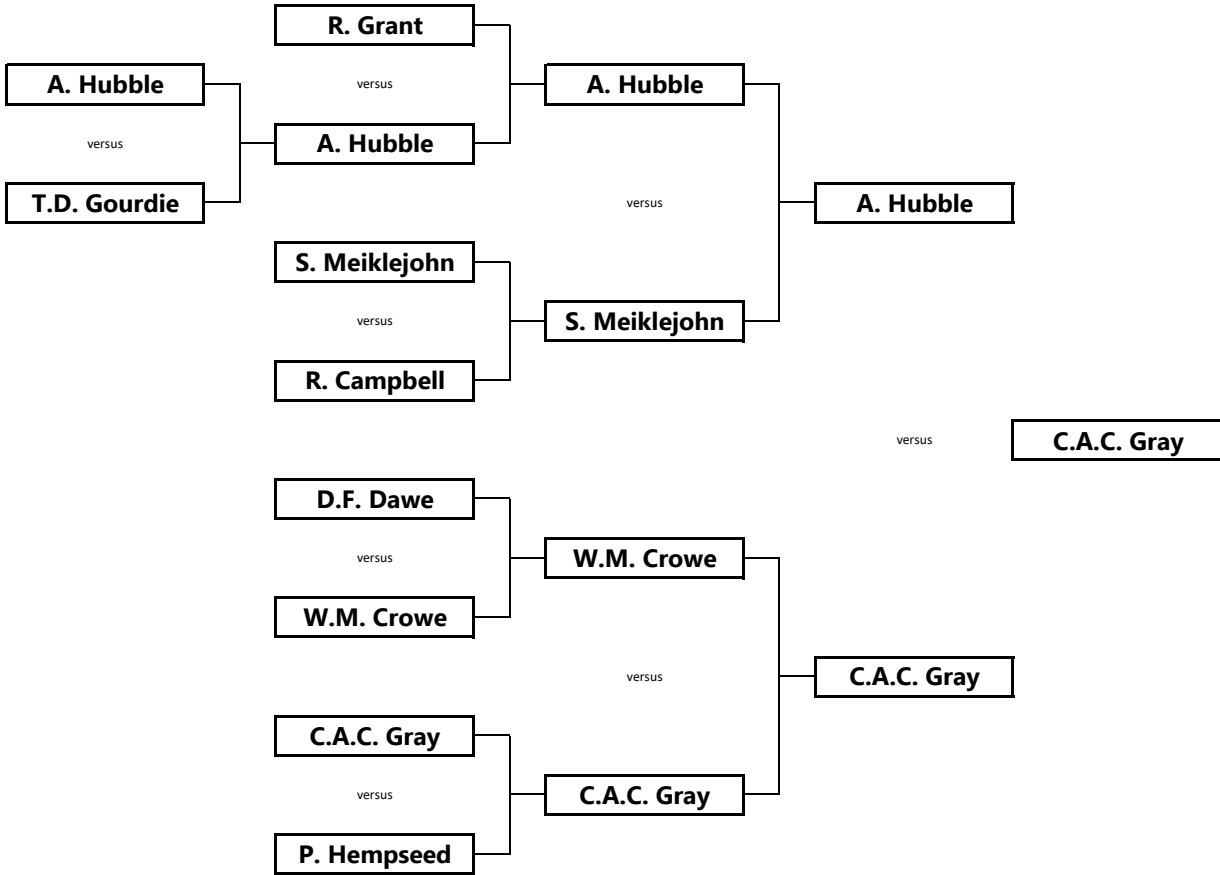 R. Grant
A. Hubble
versus
A. Hubble
versus
A. Hubble
T.D. Gourdie
versus
A. Hubble
S. Meiklejohn
versus
S. Meiklejohn
R. Campbell
versus
C.A.C. Gray
D.F. Dawe
versus
W.M. Crowe
W.M. Crowe
versus
C.A.C. Gray
C.A.C. Gray
versus
C.A.C. Gray
P. Hempseed